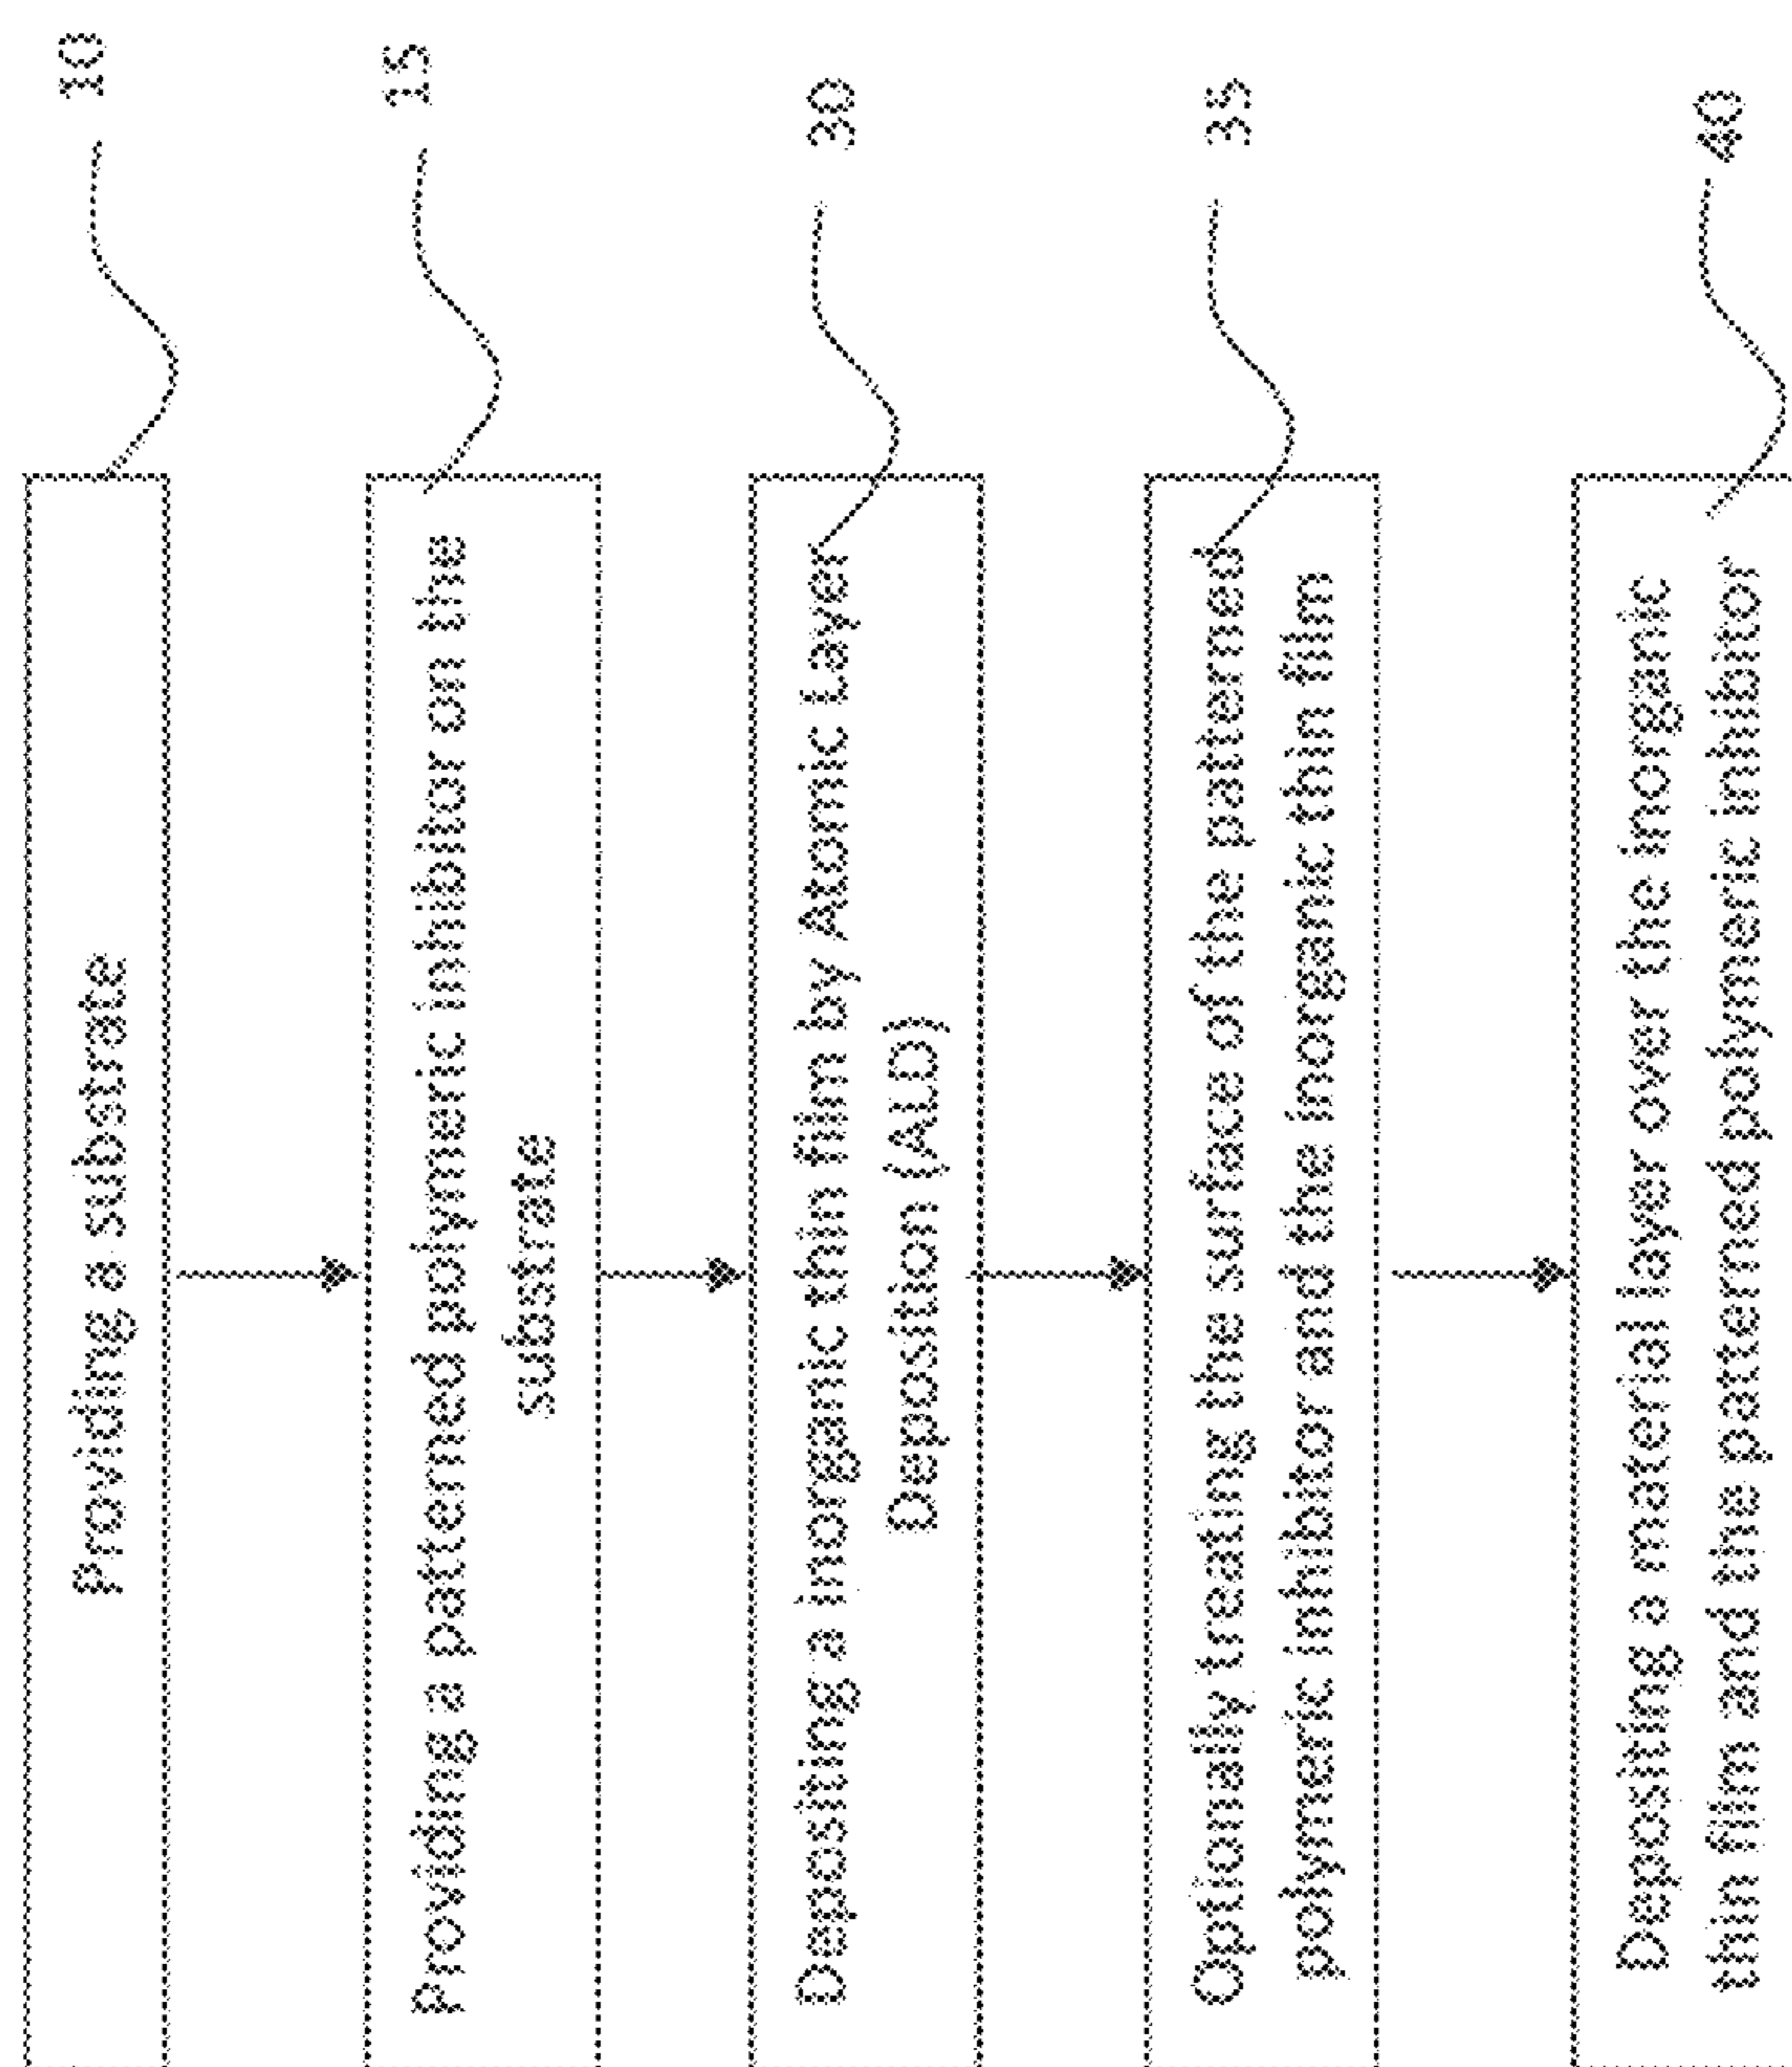 Providing a substrate
10
Providing a patterned polymeric inhibitor on the
substrate
15
Depositing a inorganic thin film by Atomic Layer
Deposition (ALD)
30
Optionally treating the surface of the patterned
polymeric inhibitor and the inorganic thin film
35
Depositing a material layer over the inorganic
thin film and the patterned polymeric inhibitor
40